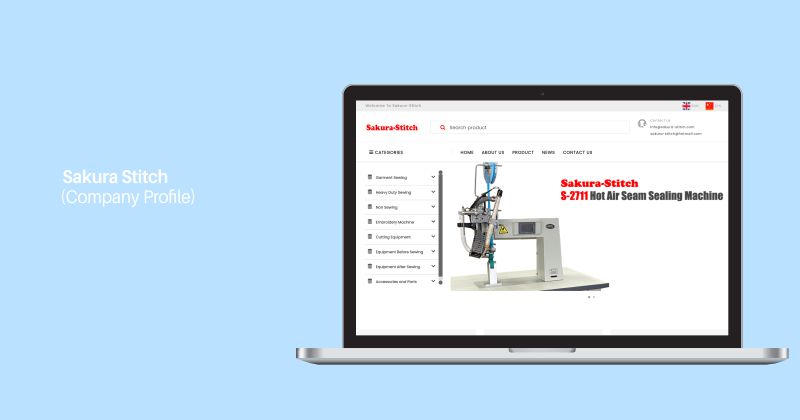 Sakura Stitch
(Company Profile)
Welcome To Sakura-Stitch
Sakura-Stitch
Search product
CONTACT US
info@sakura-stitch.com
sakura-stitch@hotmail.com
CATEGORIES
HOME ABOUT US PRODUCT NEWS CONTACT US
Garment Sewing
Heavy Duty Sewing
Non Sewing
Embroidery Machine
Cutting Equipment
Equipment Before Sewing
Equipment After Sewing
Accessories and Parts
Sakura-Stitch
S-2711 Hot Air Seam Sealing Machine